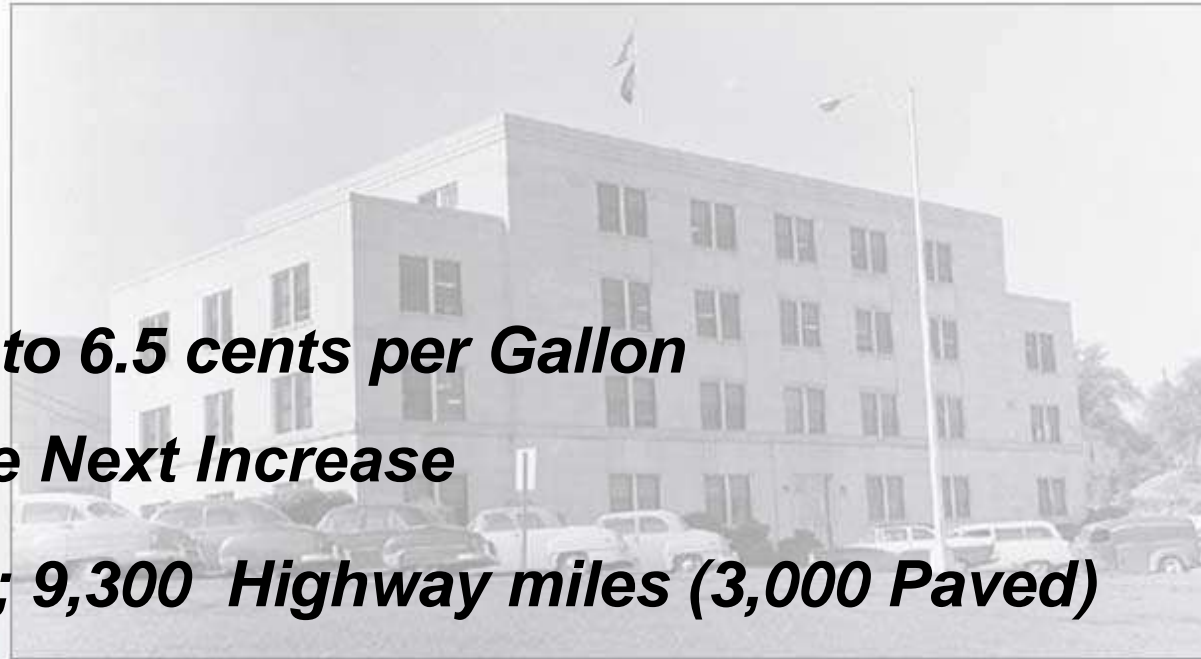 to 6.5 cents per Gallon
Next Increase
; 9,300 Highway miles (3,000 Paved)